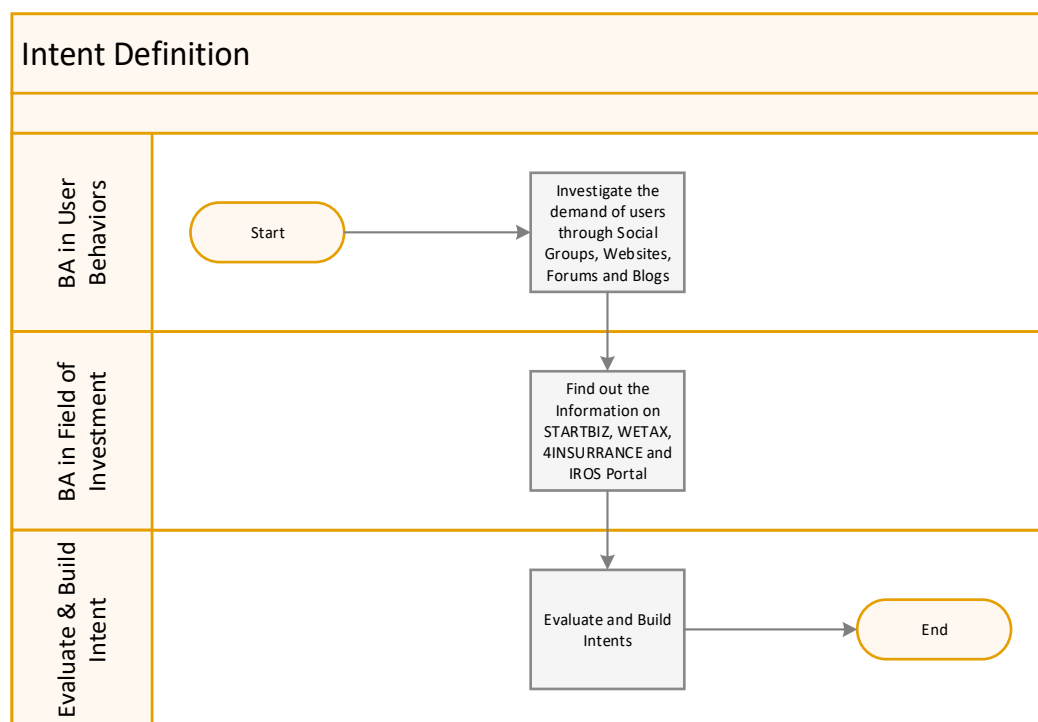 Intent Definition
BA in User
Behaviors
Start
Investigate the
demand of users
through Social
Groups, Websites,
Forums and Blogs
BA in Field of
Investment
Find out the
Information on
STARTBIZ, WETAX,
4INSURRANCE and
IROS Portal
Evaluate & Build
Intent
Evaluate and Build
Intents
End